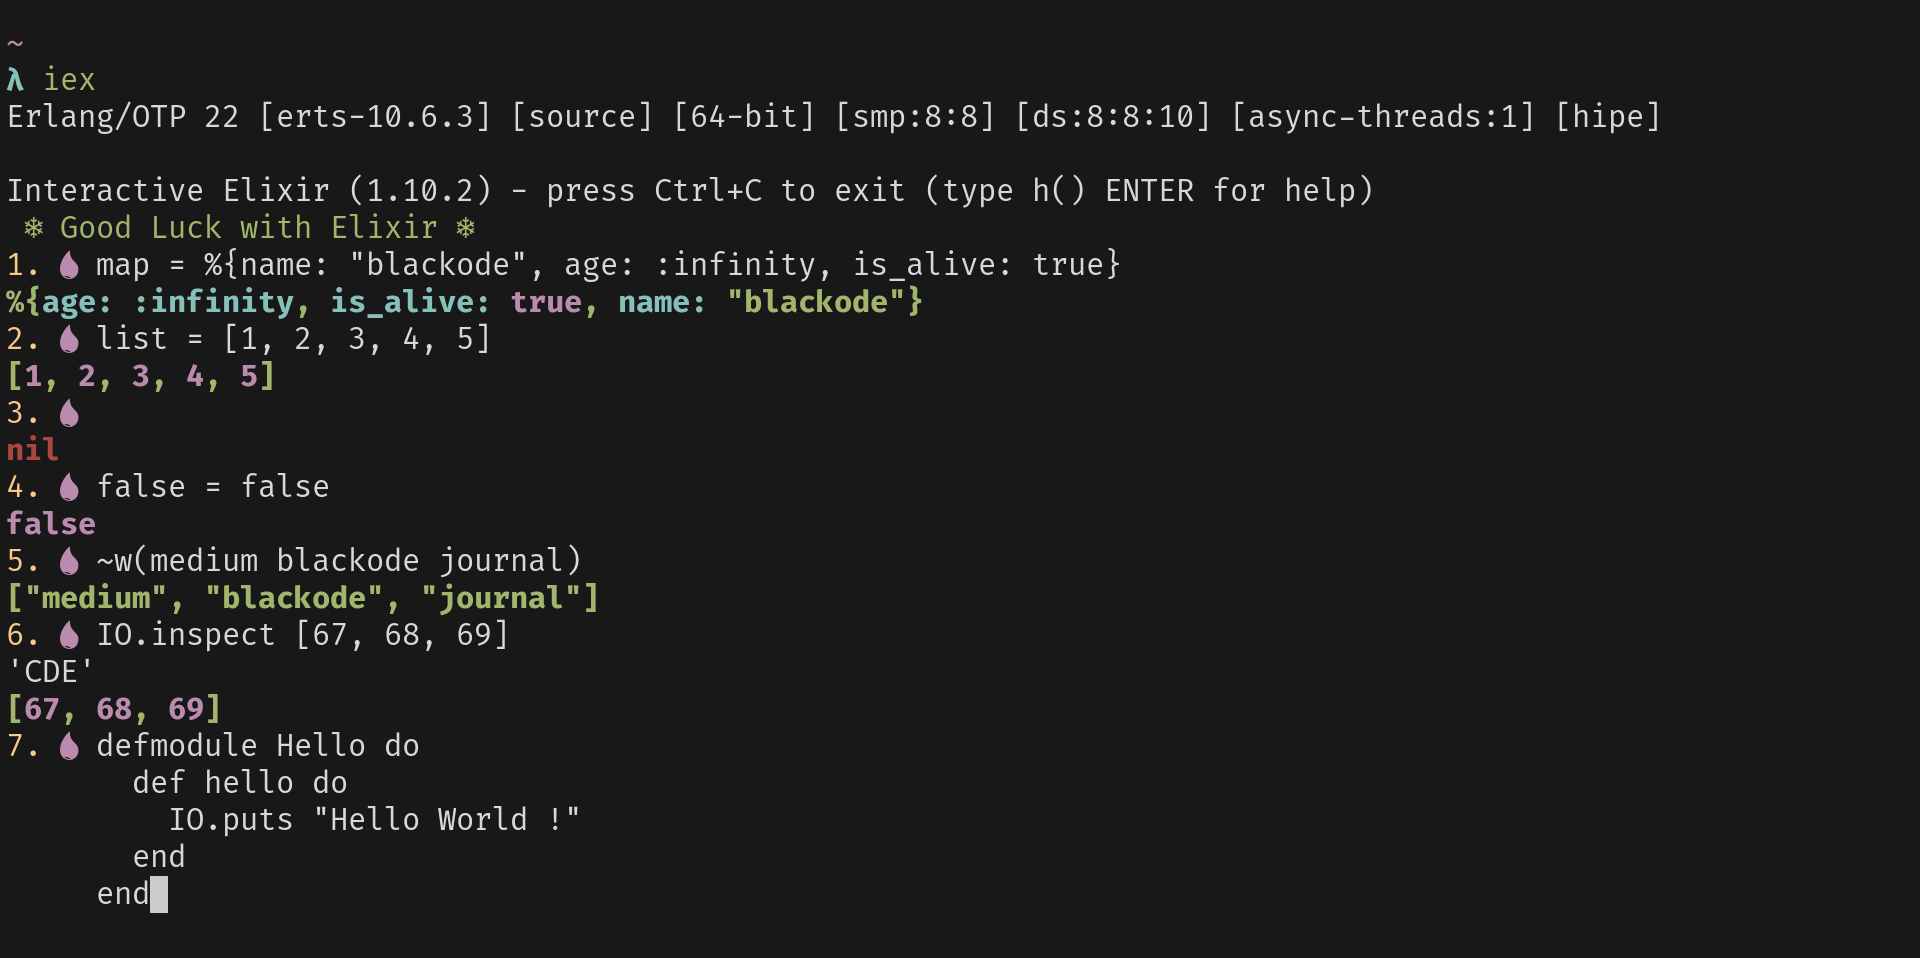 ~
λ iex
Erlang/OTP 22 [erts-10.6.3] [source] [64-bit] [smp:8:8] [ds:8:8:10] [async-threads:1] [hipe]
Interactive Elixir (1.10.2) - press Ctrl+C to exit (type h() ENTER for help)
❄ Good Luck with Elixir ❄
1. map = %{name: "blackode", age: :infinity, is_alive: true}
%{age: :infinity, is_alive: true, name: "blackode"}
2. list = [1, 2, 3, 4, 5]
[1, 2, 3, 4, 5]
3.
nil
4. false = false
false
5. ~w(medium blackode journal)
["medium", "blackode", "journal"]
6. IO.inspect [67, 68, 69]
'CDE'
[67, 68, 69]
7. defmodule Hello do
def hello do
IO.puts "Hello World !"
end
end